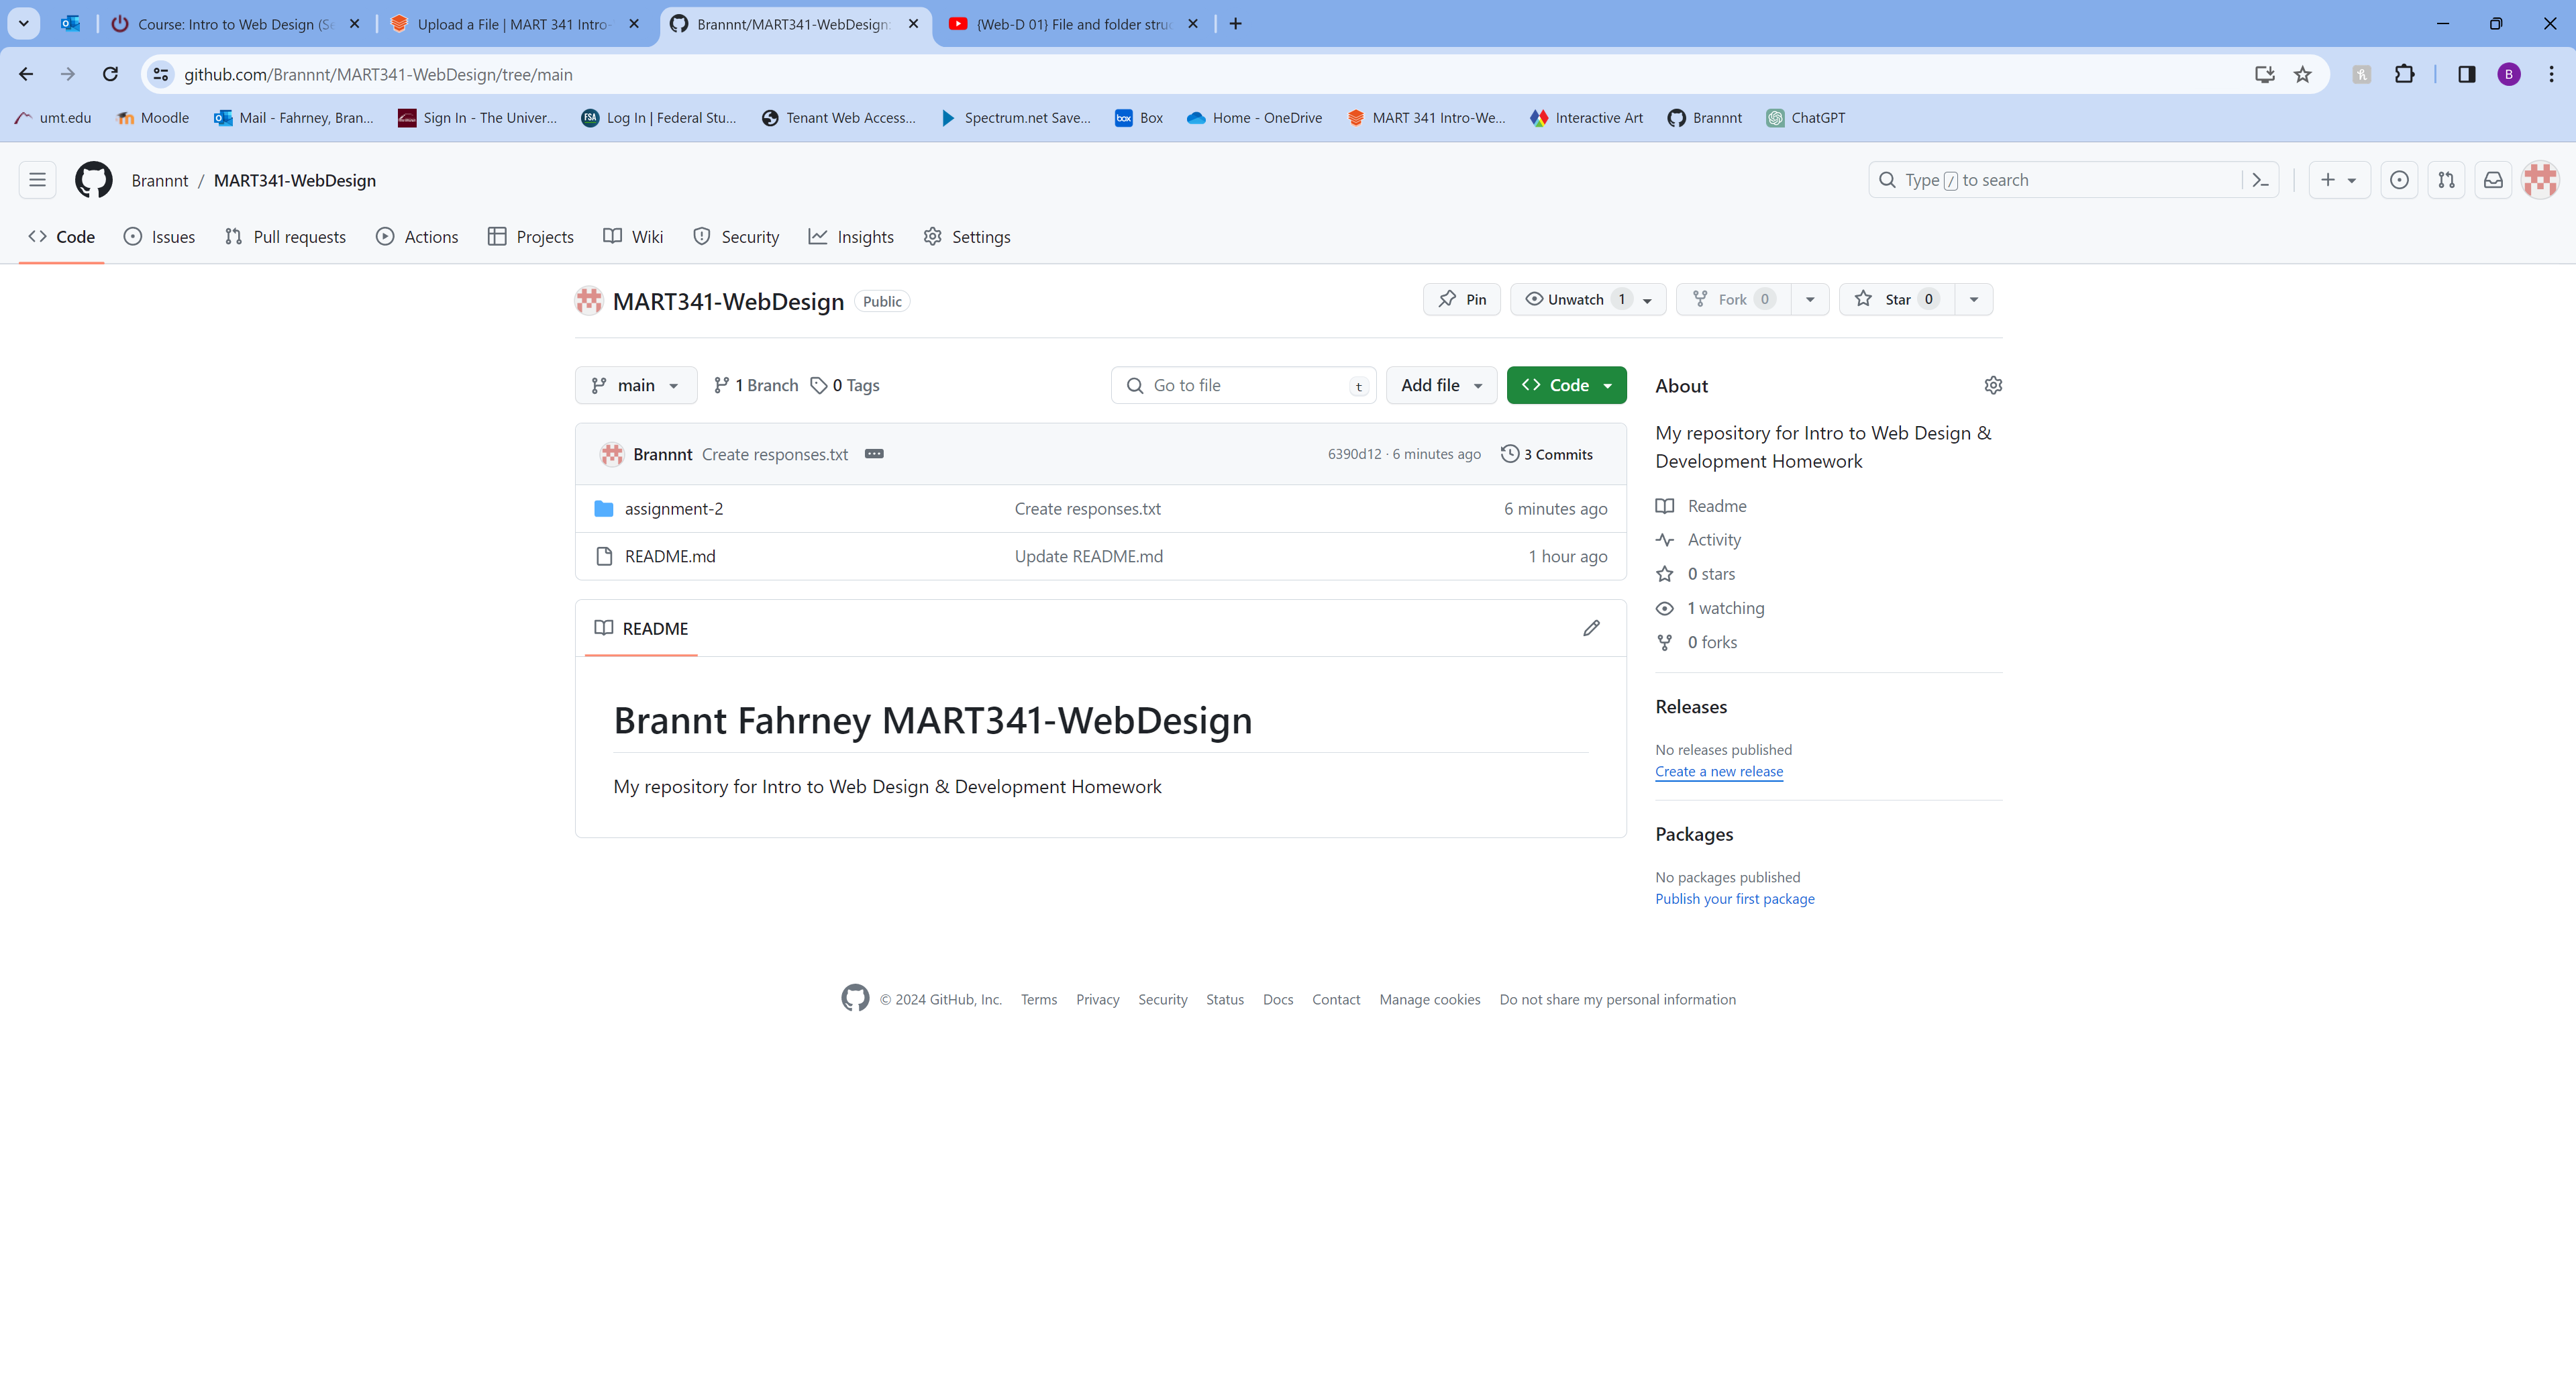 Course: Intro to Web Design (Se
Upload a File | MART 341 Intro-
Brannnt/MART341-WebDesign:
{Web-D 01} File and folder struc
github.com/Brannnt/MART341-WebDesign/tree/main
B
umt.edu
Moodle
Mail - Fahrney, Bran...
Sign In - The Univer...
FSA
Log In | Federal Stu...
Tenant Web Access...
Spectrum.net Save...
box
Box
Home - OneDrive
MART 341 Intro-We...
Interactive Art
Brannnt
ChatGPT
Brannnt / MART341-WebDesign
Type / to search
Code
Issues
Pull requests
Actions
Projects
Wiki
Security
Insights
Settings
MART341-WebDesign Public
Pin
Unwatch 1
Fork 0
Star 0
main
1 Branch
0 Tags
Go to file t
Add file
Code
Brannnt Create responses.txt
6390d12 · 6 minutes ago
3 Commits
assignment-2 Create responses.txt 6 minutes ago
README.md Update README.md 1 hour ago
README
Brannt Fahrney MART341-WebDesign
My repository for Intro to Web Design & Development Homework
About
My repository for Intro to Web Design &
Development Homework
Readme
Activity
0 stars
1 watching
0 forks
Releases
No releases published
Create a new release
Packages
No packages published
Publish your first package
© 2024 GitHub, Inc. Terms Privacy Security Status Docs Contact Manage cookies Do not share my personal information